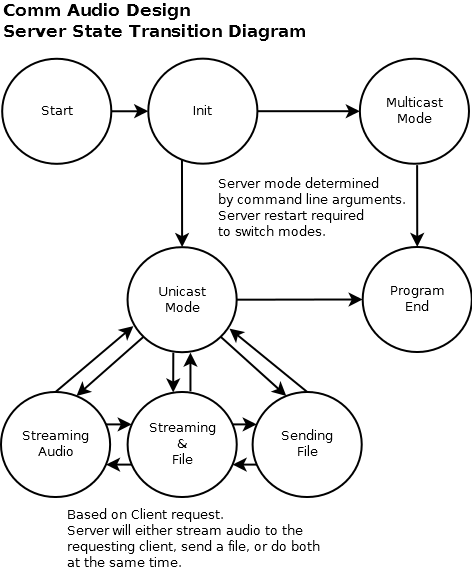 Comm Audio Design
Server State Transition Diagram
Start
Init
Multicast
Mode
Server mode determined
by command line arguments.
Server restart required
to switch modes.
Unicast
Mode
Program
End
Streaming
Audio
Streaming
&
File
Sending
File
Based on Client request.
Server will either stream audio to the
requesting client, send a file, or do both
at the same time.